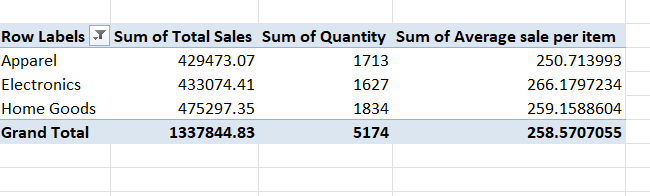 Row Labels Sum of Total Sales Sum of Quantity Sum of Average sale per item
Apparel 429473.07 1713 250.713993
Electronics 433074.41 1627 266.1797234
Home Goods 475297.35 1834 259.1588604
Grand Total 1337844.83 5174 258.5707055